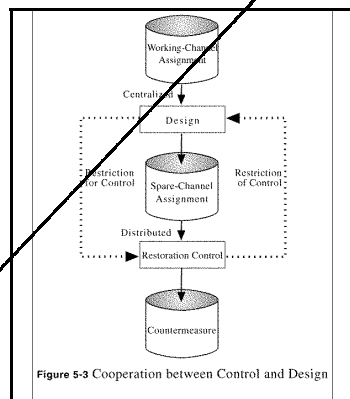 Working-Channel
Assignment
Centralized
Design
Restriction
for Control
Restriction
of Control
Spare-Channel
Assignment
Distributed
Restoration Control
Countermeasure
Figure 5-3 Cooperation between Control and Design